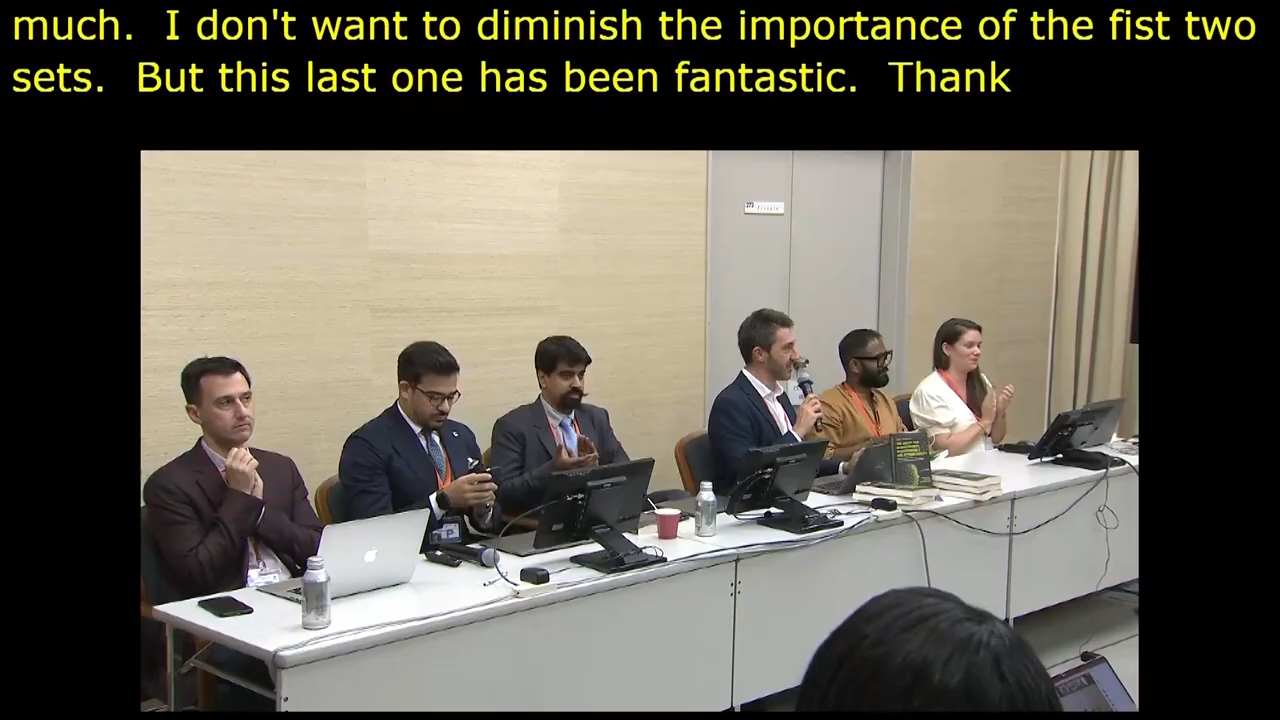 much.  I don't want to diminish the importance of the fist two
sets.  But this last one has been fantastic.  Thank